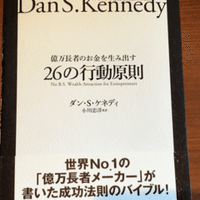 Dan S. Kennedy
億万長者のお金を生み出す
26の行動原則
No B.S. Wealth Attraction for Entrepreneurs
ダン・S・ケネディ
世界No.1の
「億万長者メーカー」が
書いた成功法則のバイブル!